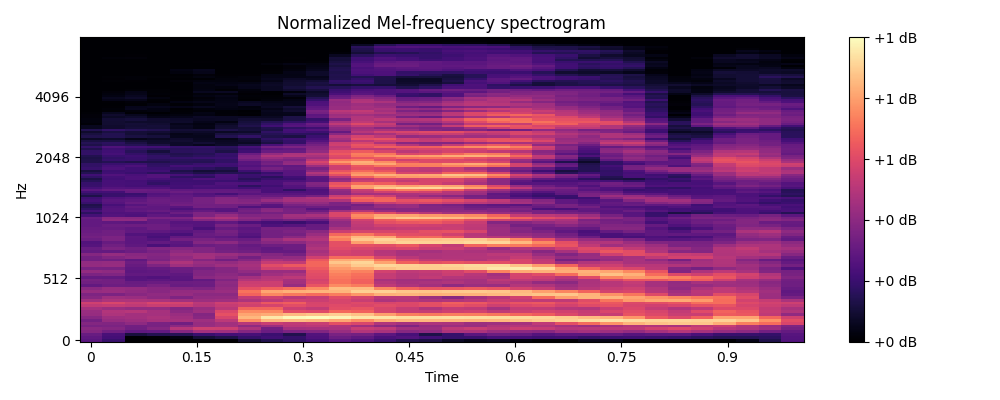 Normalized Mel-frequency spectrogram
Hz
4096
2048
1024
512
0
0 0.15 0.3 0.45 0.6 0.75 0.9
Time
+1 dB
+1 dB
+1 dB
+0 dB
+0 dB
+0 dB